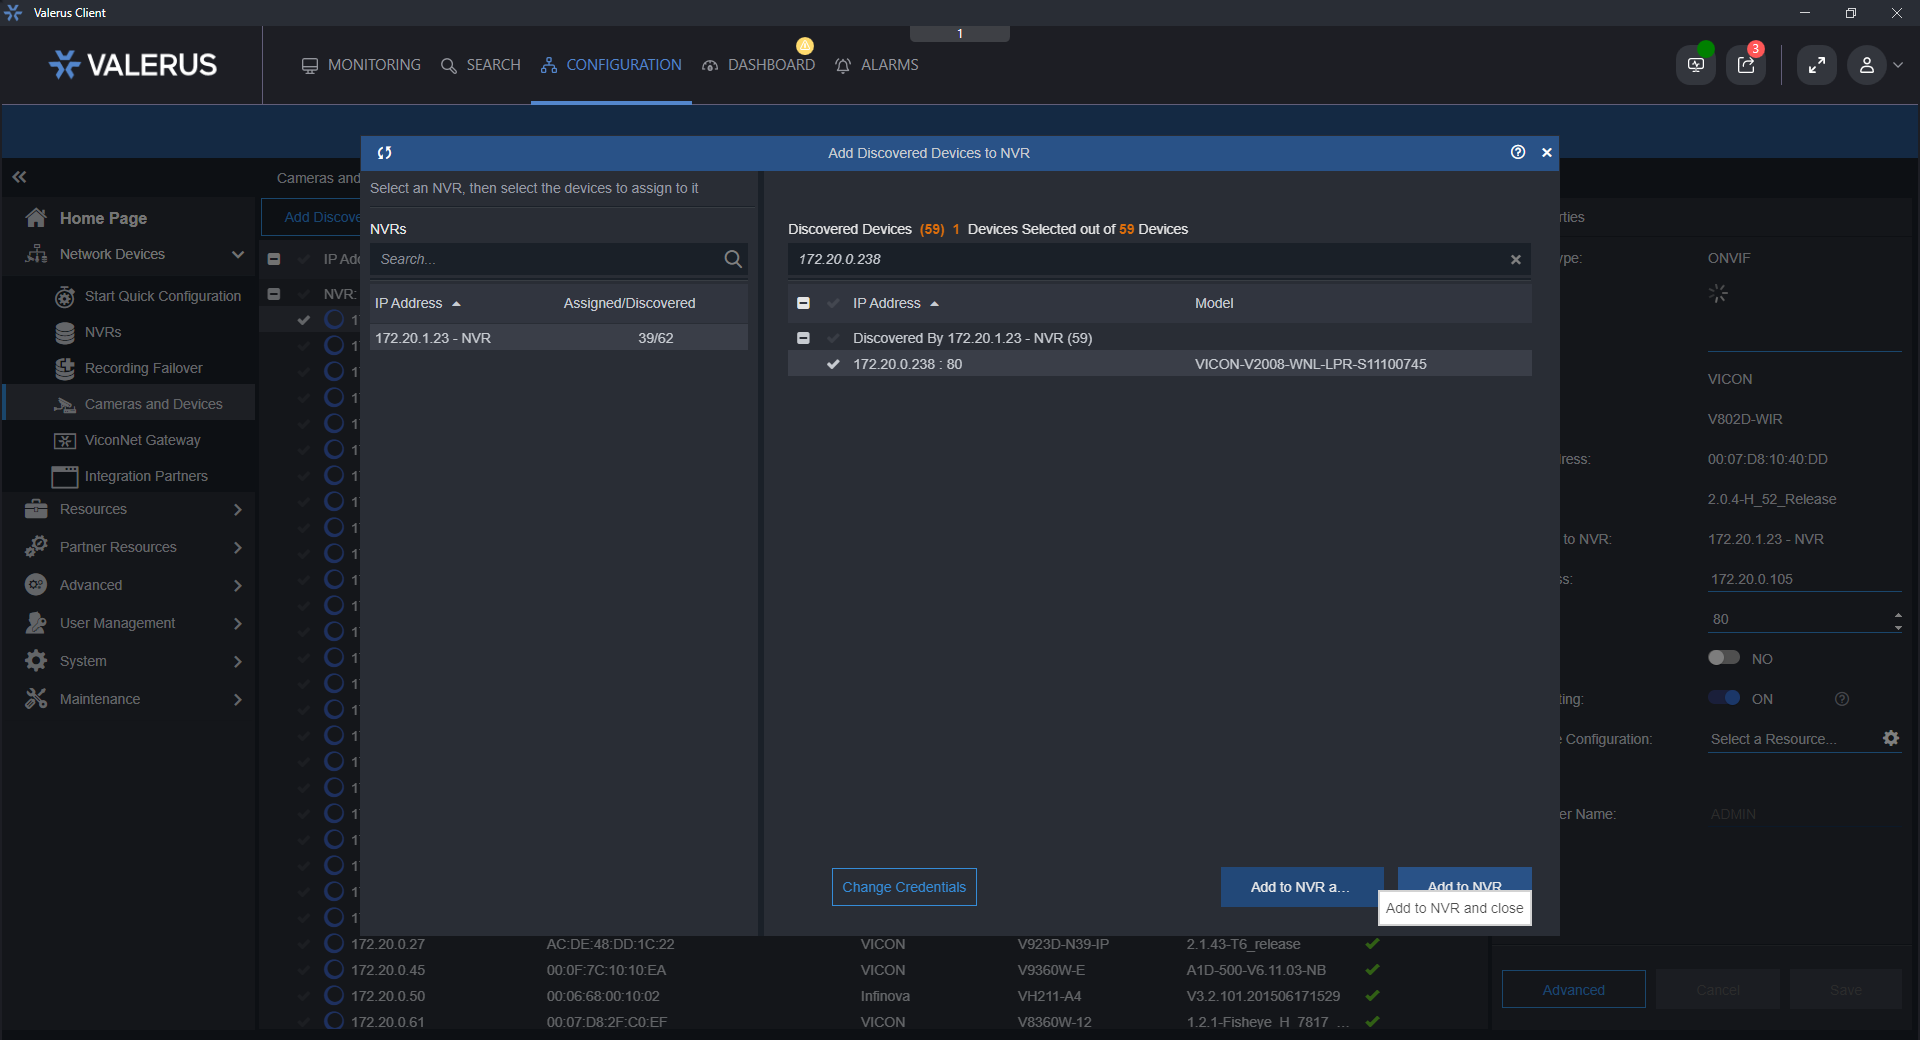 Valerus Client
1
VALERUS
MONITORING
SEARCH
CONFIGURATION
DASHBOARD
ALARMS
3
Add Discovered Devices to NVR
Cameras and
Select an NVR, then select the devices to assign to it
Home Page
Add Discove
rties
NVRs
Discovered Devices (59) 1 Devices Selected out of 59 Devices
Network Devices
IP Add
Search...
172.20.0.238
ype:
ONVIF
Start Quick Configuration
NVR:
IP Address
Assigned/Discovered
IP Address
Model
NVRs
172.20.1.23 - NVR
39/62
Discovered By 172.20.1.23 - NVR (59)
Recording Failover
172.20.0.238 : 80
VICON-V2008-WNL-LPR-S11100745
VICON
Cameras and Devices
V802D-WIR
ViconNet Gateway
ress:
00:07:D8:10:40:DD
Integration Partners
2.0.4-H_52_Release
Resources
to NVR:
172.20.1.23 - NVR
Partner Resources
ss:
172.20.0.105
Advanced
80
User Management
NO
System
ting:
ON
Maintenance
e Configuration:
Select a Resource...
er Name:
ADMIN
Change Credentials
Add to NVR a...
Add to NVR
Add to NVR and close
172.20.0.27
AC:DE:48:DD:1C:22
VICON
V923D-N39-IP
2.1.43-T6_release
172.20.0.45
00:0F:7C:10:10:EA
VICON
V9360W-E
A1D-500-V6.11.03-NB
172.20.0.50
00:06:68:00:10:02
Infinova
VH211-A4
V3.2.101.201506171529
172.20.0.61
00:07:D8:2F:C0:EF
VICON
V8360W-12
1.2.1-Fisheye_H_7817 ...
Advanced
Cancel
Save